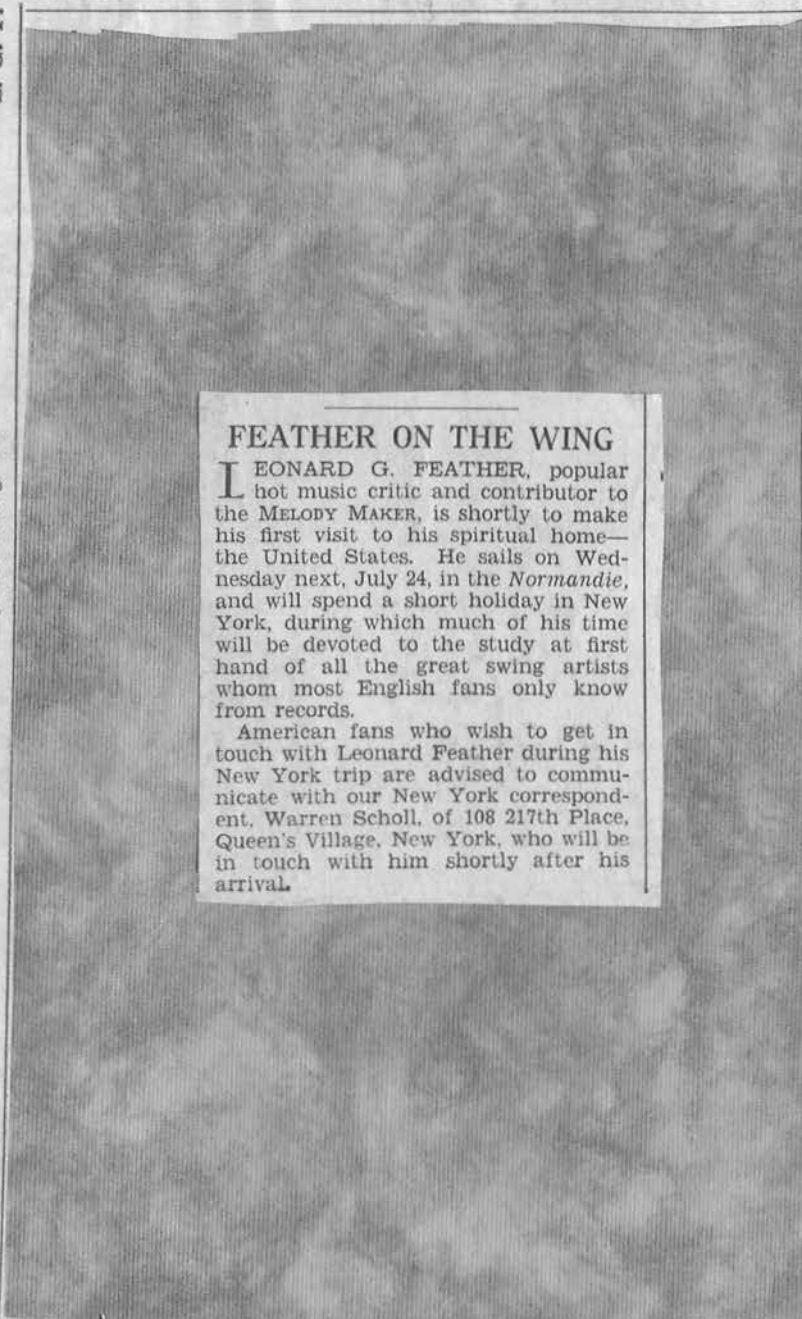 FEATHER ON THE WING
LEONARD G. FEATHER, popular
hot music critic and contributor to
the MELODY MAKER, is shortly to make
his first visit to his spiritual home—
the United States. He sails on Wed-
nesday next, July 24, in the Normandie,
and will spend a short holiday in New
York, during which much of his time
will be devoted to the study at first
hand of all the great swing artists
whom most English fans only know
from records.
American fans who wish to get in
touch with Leonard Feather during his
New York trip are advised to commu-
nicate with our New York correspond-
ent, Warren Scholl, of 108 217th Place,
Queen's Village, New York, who will be
in touch with him shortly after his
arrival.